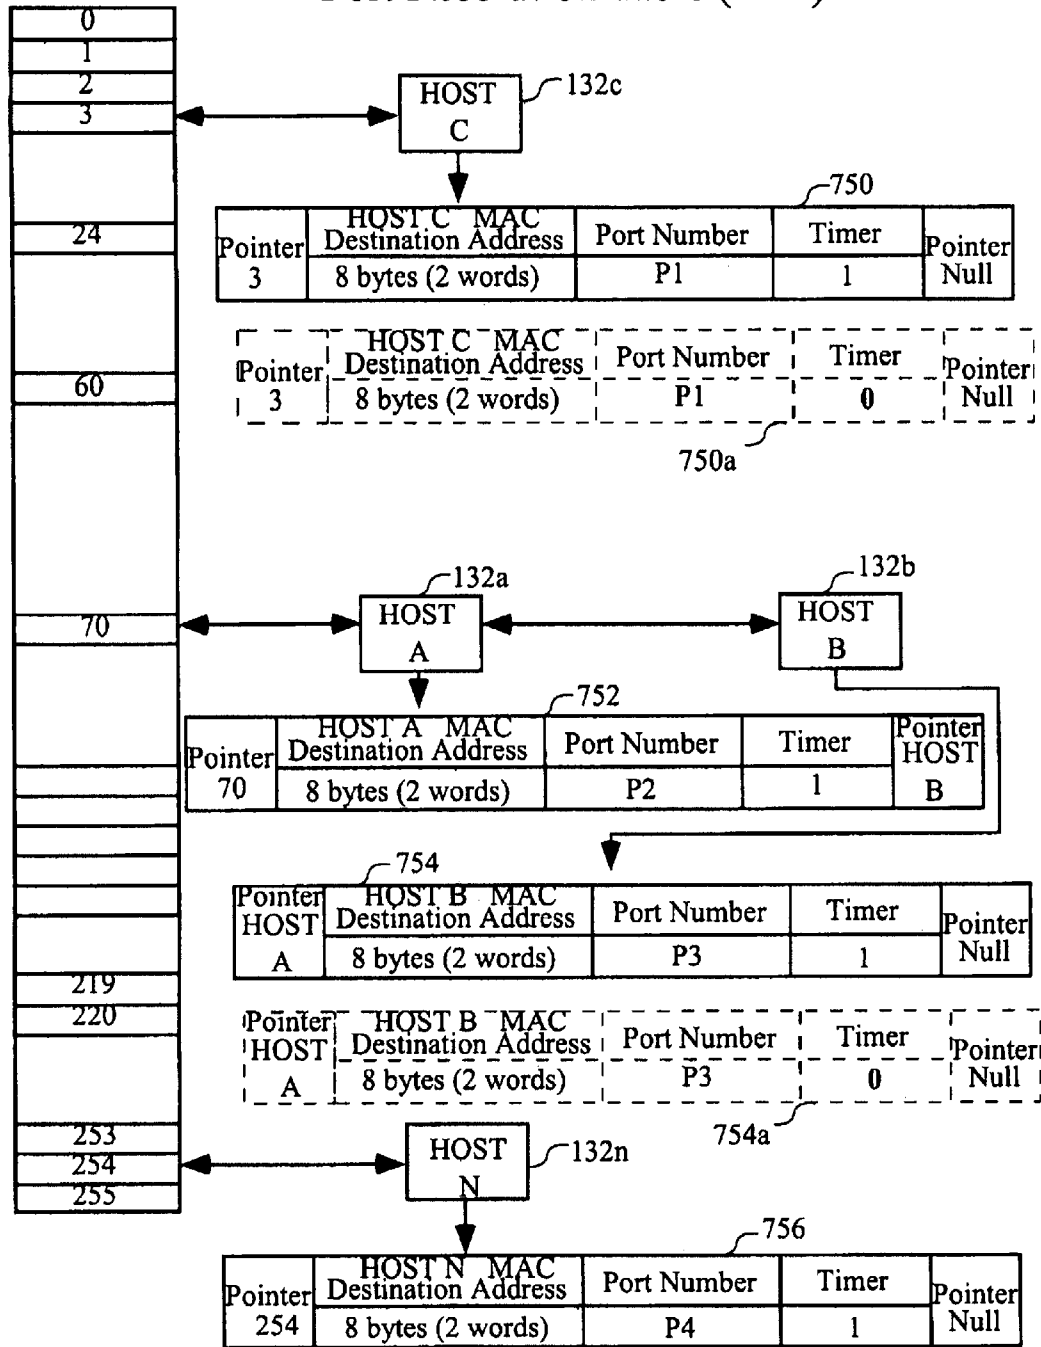 0
1
2
3
HOST
C
132c
750
24
Pointer
3
HOST C MAC
Destination Address
8 bytes (2 words)
Port Number
P1
Timer
1
Pointer
Null
60
Pointer
3
HOST C MAC
Destination Address
8 bytes (2 words)
Port Number
P1
Timer
0
Pointer
Null
750a
70
HOST
A
132a
HOST
B
132b
752
Pointer
70
HOST A MAC
Destination Address
8 bytes (2 words)
Port Number
P2
Timer
1
Pointer
HOST
B
754
Pointer
HOST
A
HOST B MAC
Destination Address
8 bytes (2 words)
Port Number
P3
Timer
1
Pointer
Null
219
220
Pointer
HOST
A
HOST B MAC
Destination Address
8 bytes (2 words)
Port Number
P3
Timer
0
Pointer
Null
754a
253
254
255
HOST
N
132n
756
Pointer
254
HOST N MAC
Destination Address
8 bytes (2 words)
Port Number
P4
Timer
1
Pointer
Null